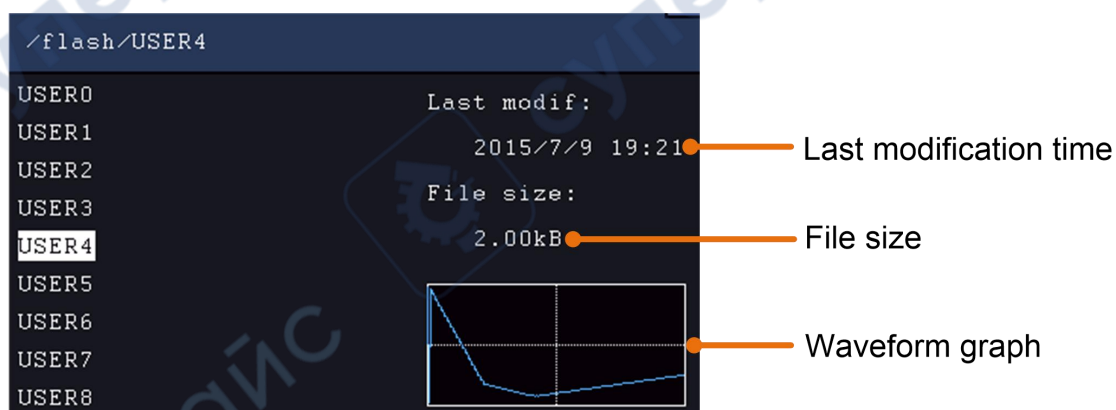 /flash/USER4
USER0
USER1
USER2
USER3
USER4
USER5
USER6
USER7
USER8
Last modif:
2015/7/9 19:21
File size:
2.00kB
Last modification time
File size
Waveform graph